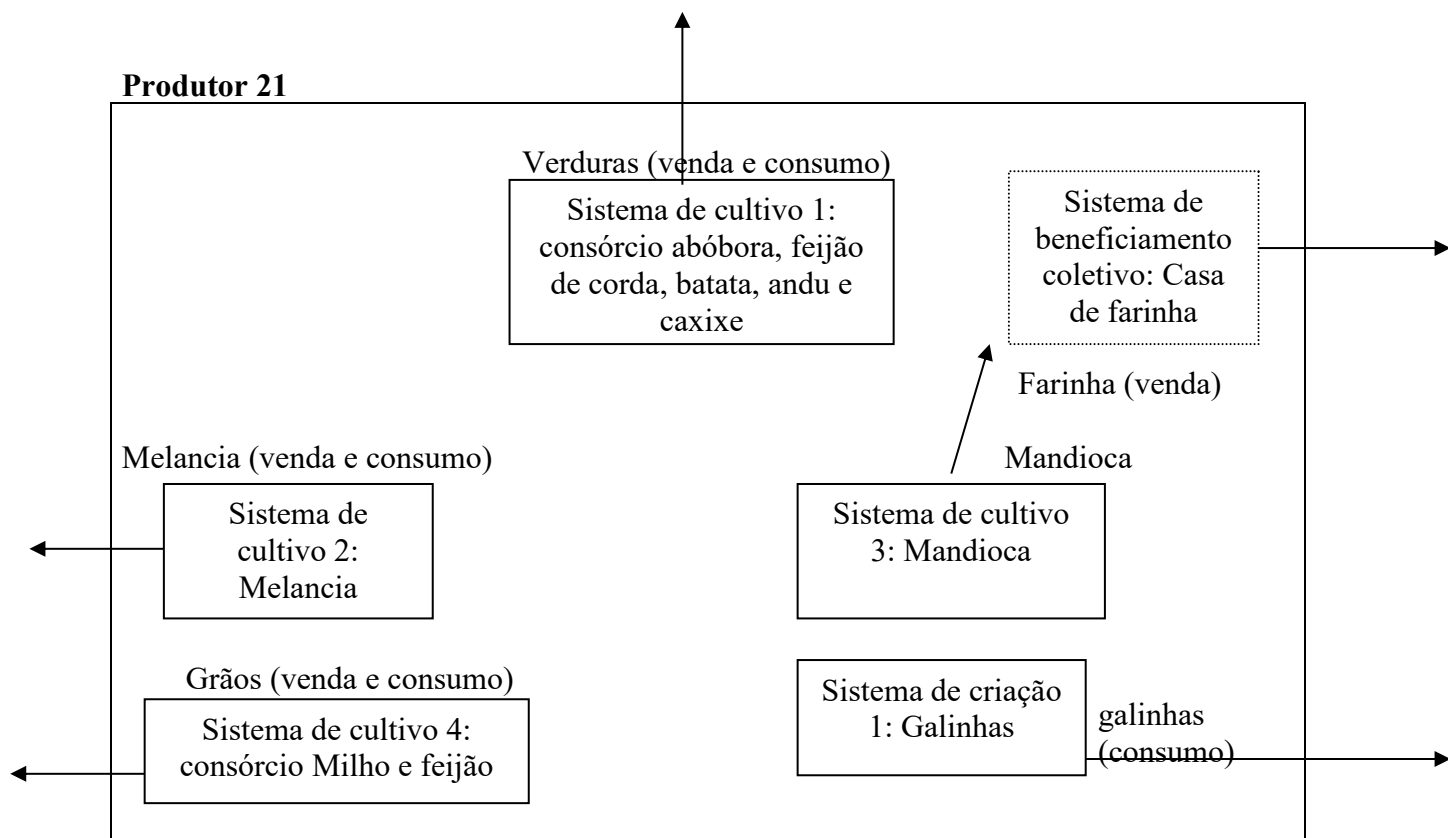 Produtor 21
Verduras (venda e consumo)
Sistema de cultivo 1:
consórcio abóbora, feijão
de corda, batata, andu e
caxixe
Sistema de
beneficiamento
coletivo: Casa
de farinha
Farinha (venda)
Melancia (venda e consumo)
Sistema de
cultivo 2:
Melancia
Mandioca
Sistema de cultivo
3: Mandioca
Grãos (venda e consumo)
Sistema de cultivo 4:
consórcio Milho e feijão
Sistema de criação
1: Galinhas
galinhas
(consumo)